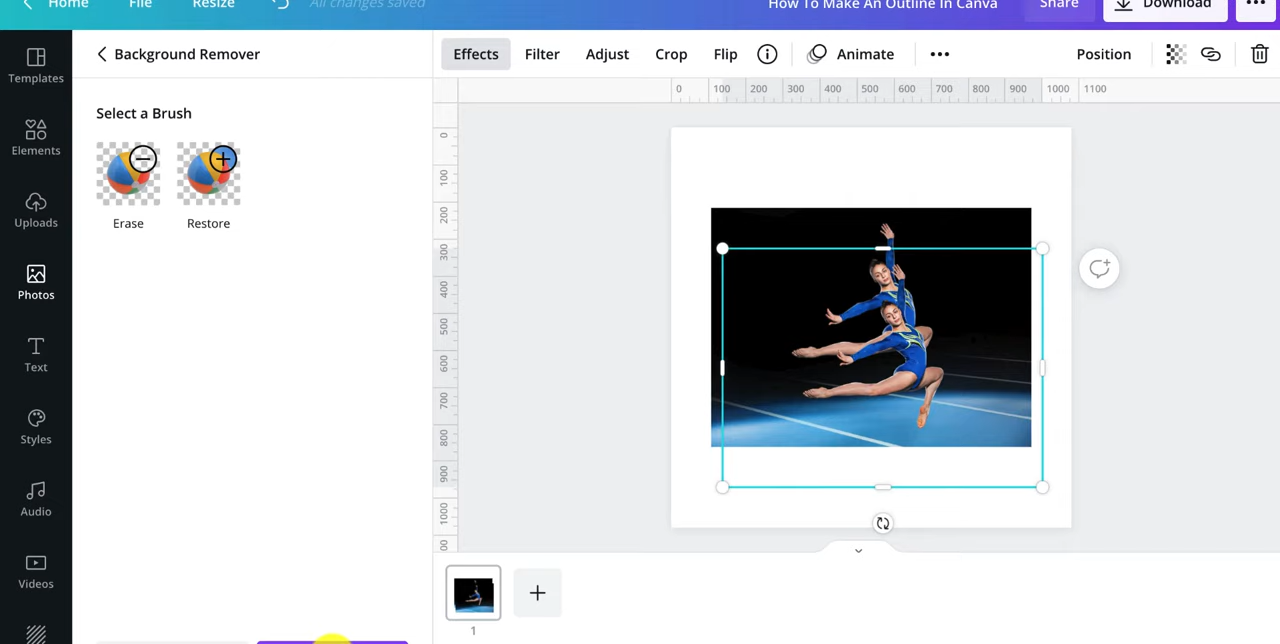 Home File Resize All changes saved How To Make An Outline In Canva Share Download
Templates
Elements
Uploads
Photos
Text
Styles
Audio
Videos
Background Remover
Select a Brush
Erase Restore
Effects Filter Adjust Crop Flip Animate Position
0 100 200 300 400 500 600 700 800 900 1000 1100
0
100
200
300
400
500
600
700
800
900
1000
00
1